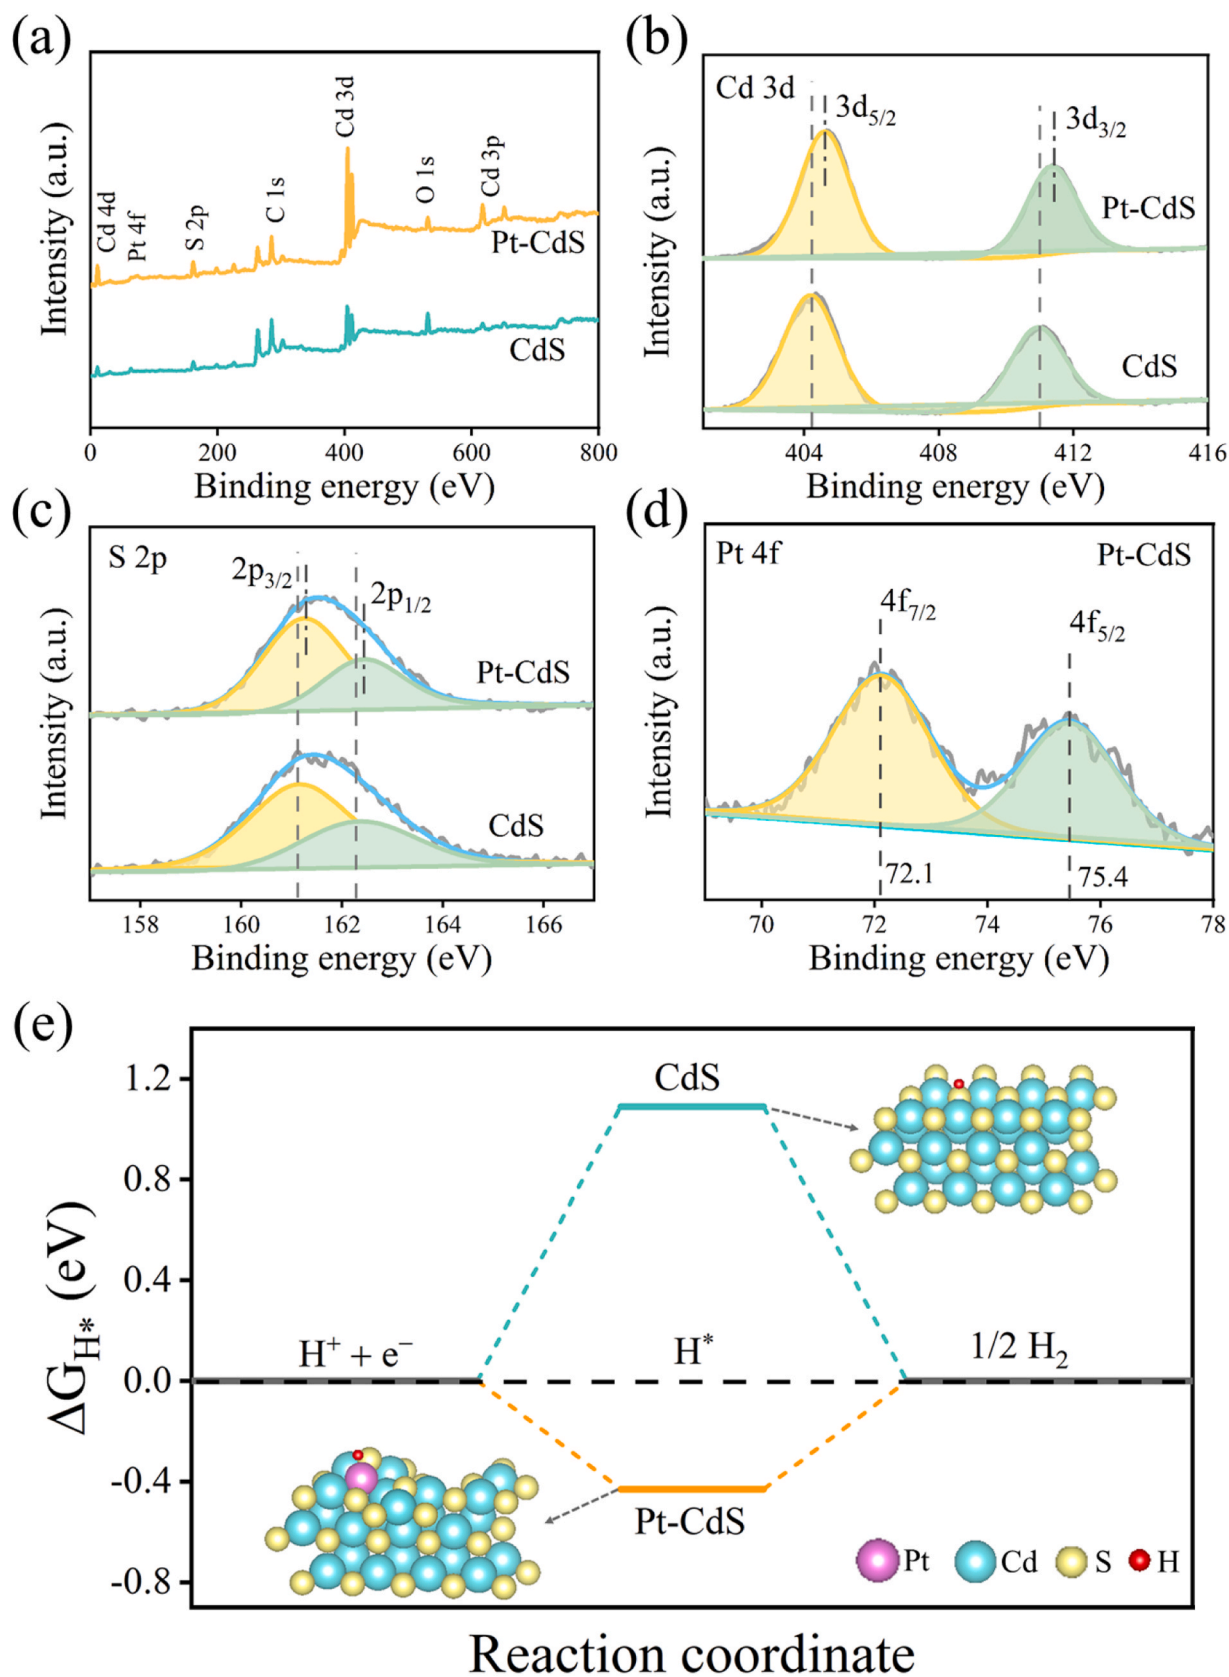 (a)
Intensity (a.u.)
Cd 4d
Pt 4f
S 2p
C 1s
Cd 3d
O 1s
Cd 3p
Pt-CdS
CdS
0 200 400 600 800
Binding energy (eV)
(b)
Intensity (a.u.)
Cd 3d
3d5/2
3d3/2
Pt-CdS
CdS
404 408 412 416
Binding energy (eV)
(c)
Intensity (a.u.)
S 2p
2p3/2
2p1/2
Pt-CdS
CdS
158 160 162 164 166
Binding energy (eV)
(d)
Intensity (a.u.)
Pt 4f
Pt-CdS
4f7/2
4f5/2
72.1
75.4
70 72 74 76 78
Binding energy (eV)
(e)
ΔGH* (eV)
1.2
0.8
0.4
0.0
-0.4
-0.8
CdS
H⁺ + e⁻
H*
1/2 H₂
Pt-CdS
Pt Cd S H
Reaction coordinate